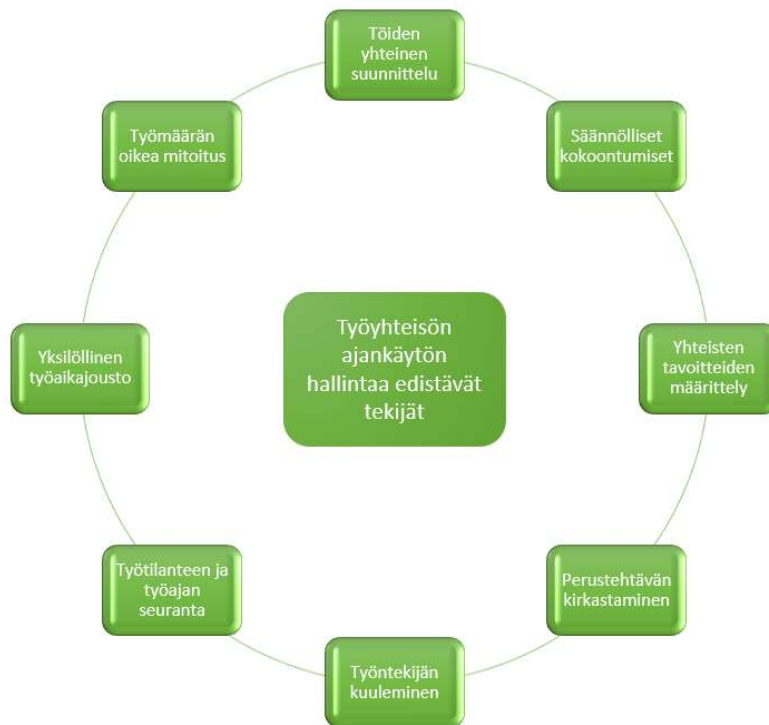 Töiden
yhteinen
suunnittelu
Säännölliset
kokoontumiset
Yhteisten
tavoitteiden
määrittely
Perustehtävän
kirkastaminen
Työntekijän
kuuleminen
Työtilanteen ja
työajan
seuranta
Yksilöllinen
työaikajousto
Työmäärän
oikea mitoitus
Työyhteisön
ajankäytön
hallintaa edistävät
tekijät